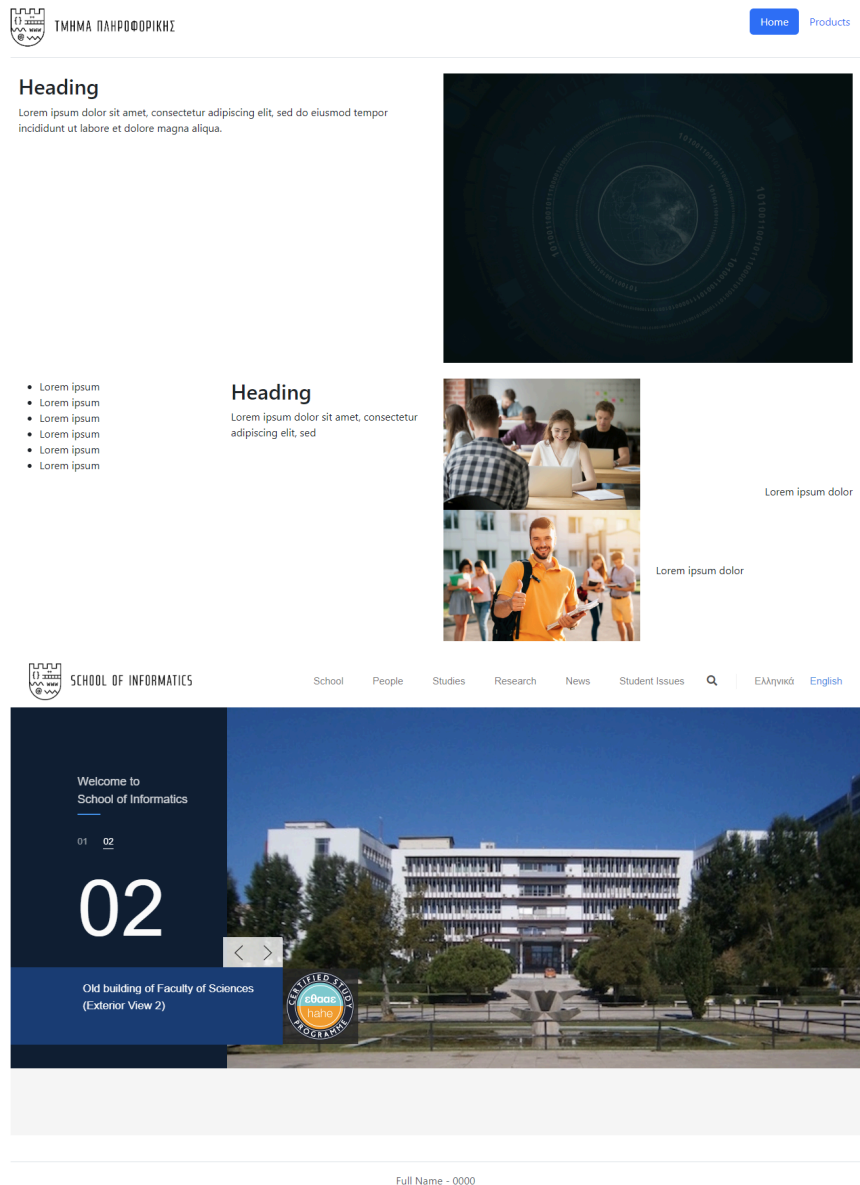 {} www @
ΤΜΗΜΑ ΠΛΗΡΟΦΟΡΙΚΗΣ
Home Products
Heading
Lorem ipsum dolor sit amet, consectetur adipiscing elit, sed do eiusmod tempor
incididunt ut labore et dolore magna aliqua.
Lorem ipsum
Lorem ipsum
Lorem ipsum
Lorem ipsum
Lorem ipsum
Lorem ipsum
Heading
Lorem ipsum dolor sit amet, consectetur
adipiscing elit, sed
Lorem ipsum dolor
Lorem ipsum dolor
{} www @
SCHOOL OF INFORMATICS
School People Studies Research News Student Issues Ελληνικά English
Welcome to
School of Informatics
01 02
02
Old building of Faculty of Sciences
(Exterior View 2)
CERTIFIED STUDY
εθααε
hahe
PROGRAMME
Full Name - 0000